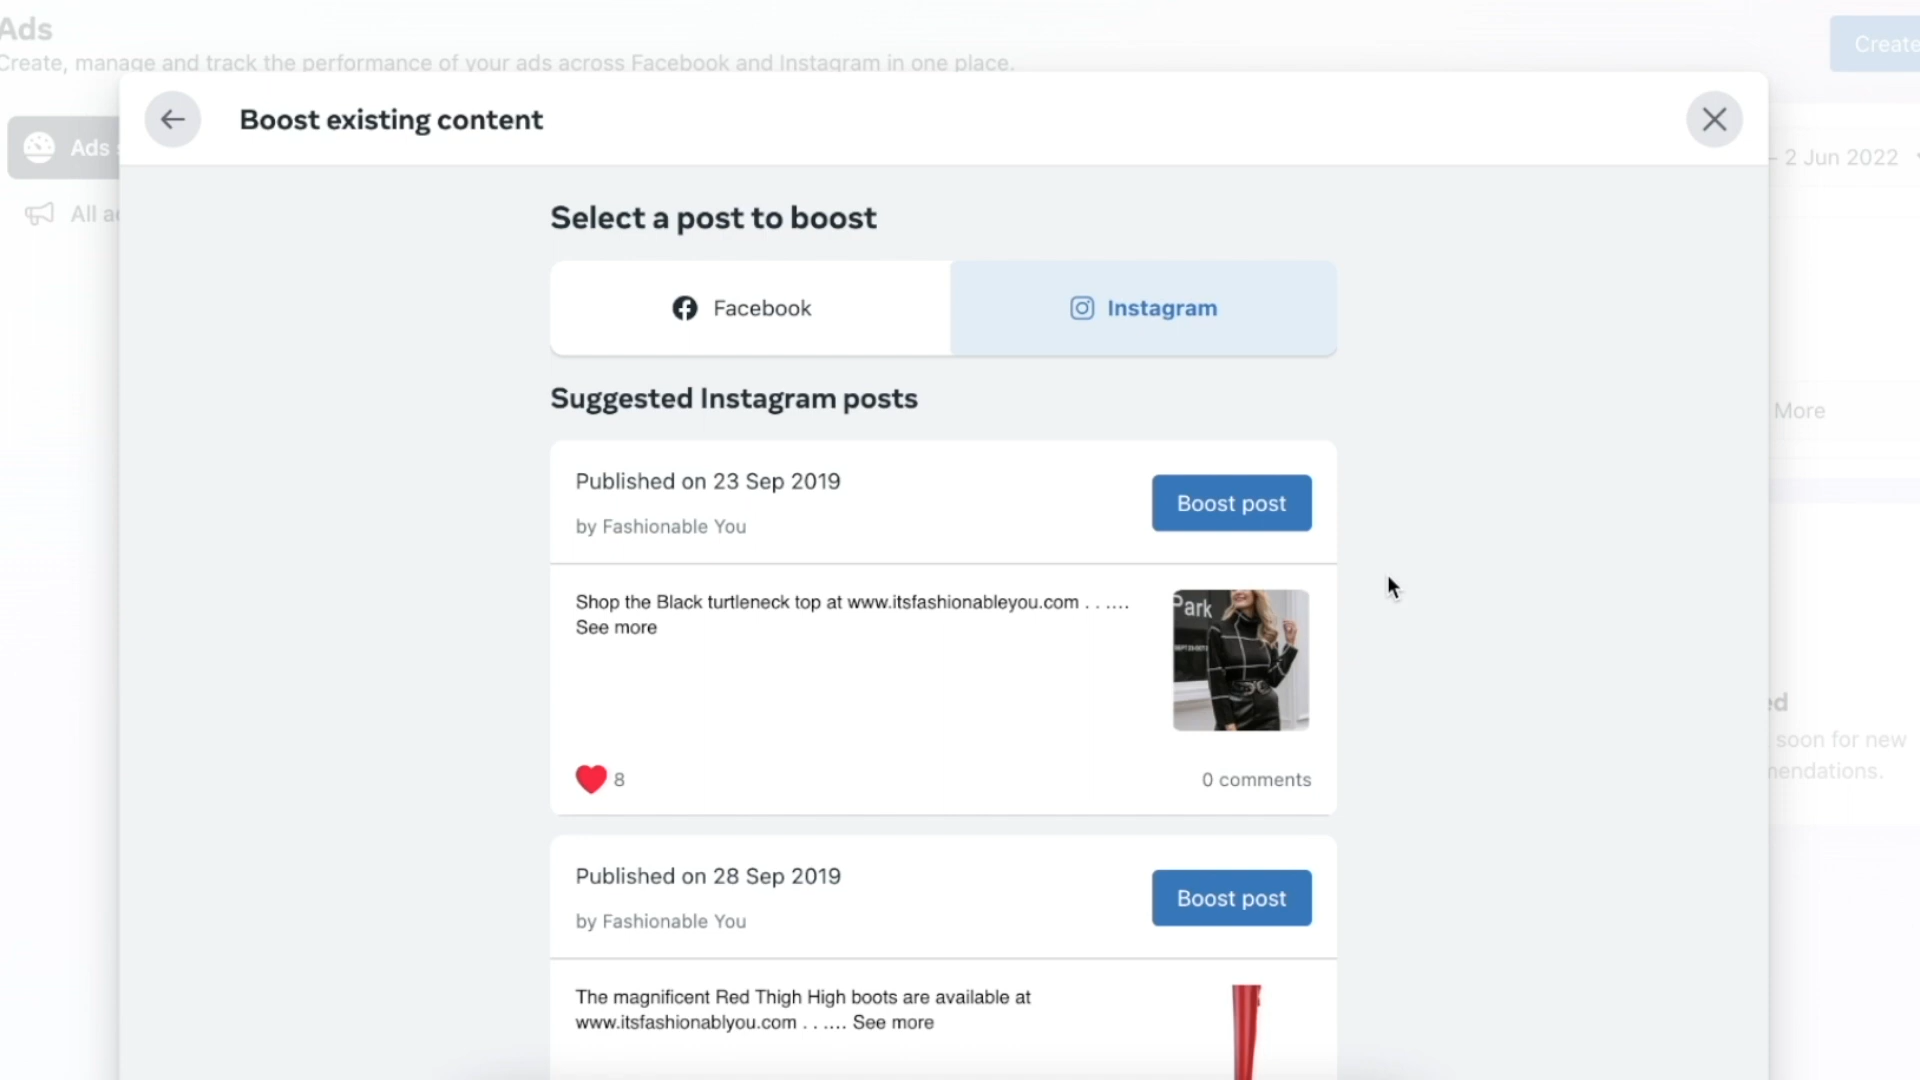 Ads
Create, manage and track the performance of your ads across Facebook and Instagram in one place.
Create
Boost existing content
Ads
– 2 Jun 2022
All
Select a post to boost
Facebook
Instagram
Suggested Instagram posts
More
Published on 23 Sep 2019
by Fashionable You
Boost post
Shop the Black turtleneck top at www.itsfashionableyou.com . . ....
See more
Park
8
0 comments
soon for new
Published on 28 Sep 2019
by Fashionable You
Boost post
The magnificent Red Thigh High boots are available at
www.itsfashionablyou.com . . .... See more